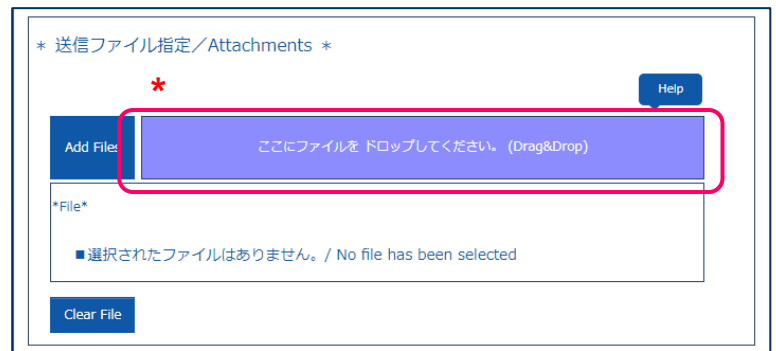 * 送信ファイル指定／Attachments *
*
Help
Add Files
ここにファイルを ドロップしてください。 (Drag&Drop)
*File*
■選択されたファイルはありません。/ No file has been selected
Clear File